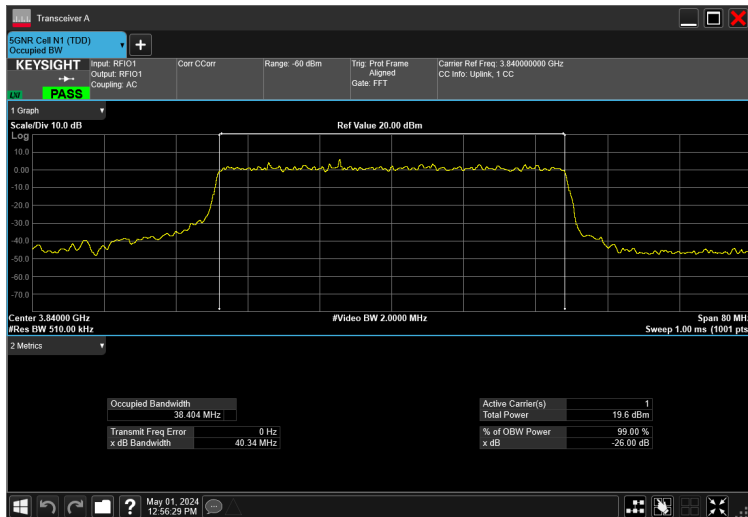 Transceiver A
5GNR Cell N1 (TDD)
Occupied BW
KEYSIGHT
LXI
PASS
Input: RFIO1
Output: RFIO1
Coupling: AC
Corr CCorr
Range: -60 dBm
Trig: Prot Frame
Aligned
Gate: FFT
Carrier Ref Freq: 3.840000000 GHz
CC Info: Uplink, 1 CC
1 Graph
Scale/Div 10.0 dB
Ref Value 20.00 dBm
Log
10.0
0.00
-10.0
-20.0
-30.0
-40.0
-50.0
-60.0
-70.0
Center 3.84000 GHz
#Video BW 2.0000 MHz
Span 80 MHz
#Res BW 510.00 kHz
Sweep 1.00 ms (1001 pts
2 Metrics
Occupied Bandwidth
38.404 MHz
Transmit Freq Error 0 Hz
x dB Bandwidth 40.34 MHz
Active Carrier(s) 1
Total Power 19.6 dBm
% of OBW Power 99.00 %
x dB -26.00 dB
May 01, 2024
12:56:29 PM